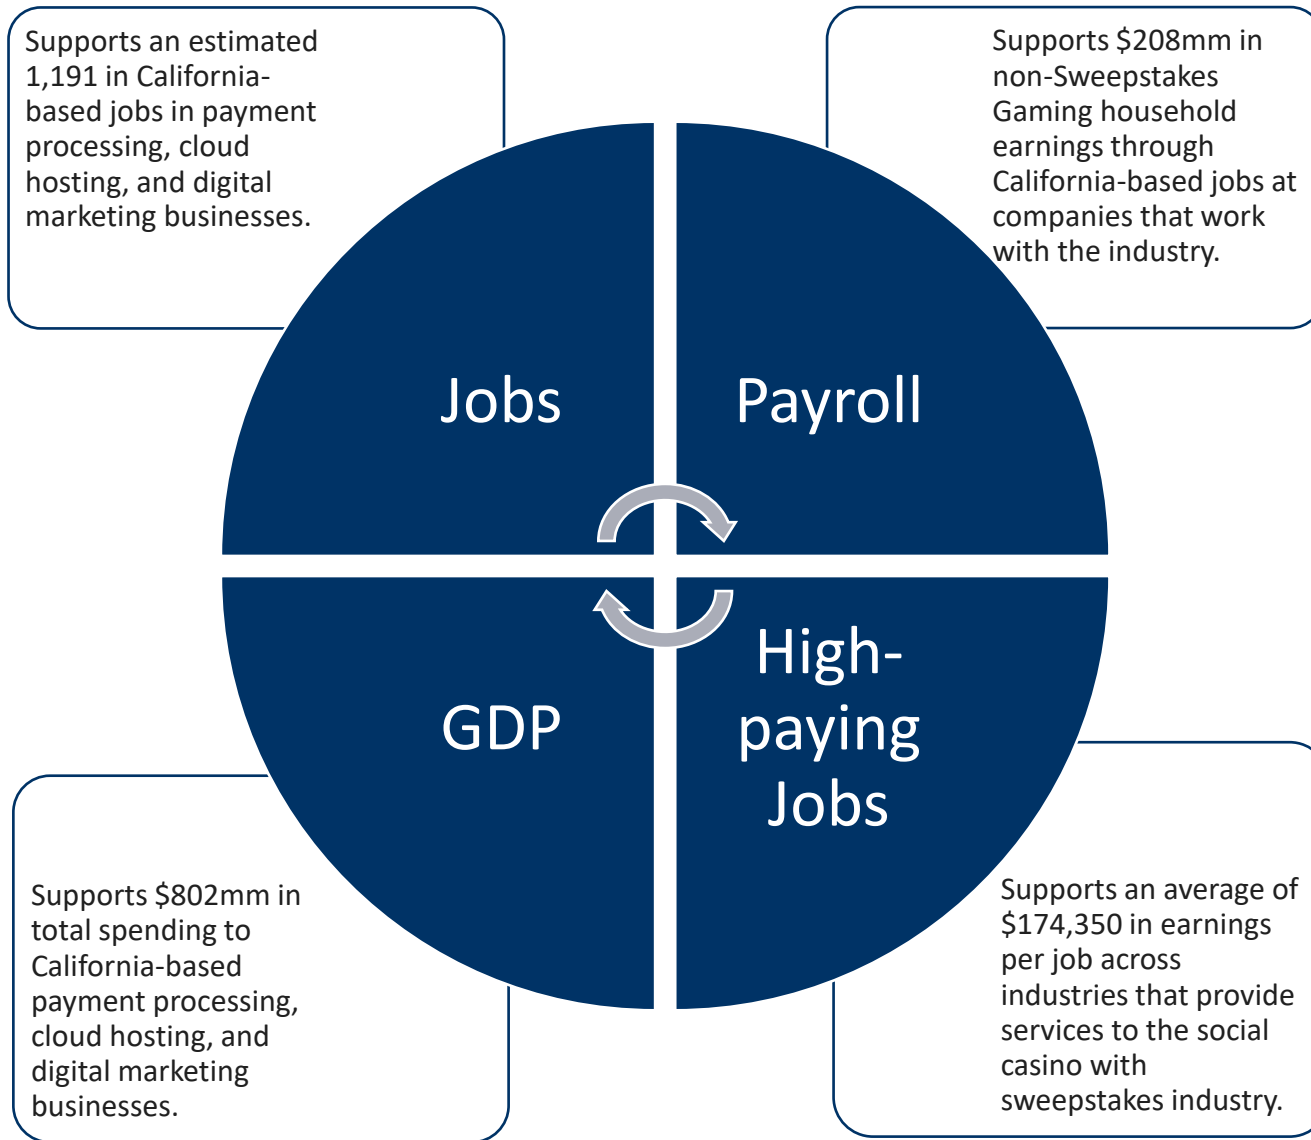 Supports an estimated
1,191 in California-
based jobs in payment
processing, cloud
hosting, and digital
marketing businesses.
Supports $208mm in
non-Sweepstakes
Gaming household
earnings through
California-based jobs at
companies that work
with the industry.
Jobs
Payroll
GDP
High-
paying
Jobs
Supports $802mm in
total spending to
California-based
payment processing,
cloud hosting, and
digital marketing
businesses.
Supports an average of
$174,350 in earnings
per job across
industries that provide
services to the social
casino with
sweepstakes industry.